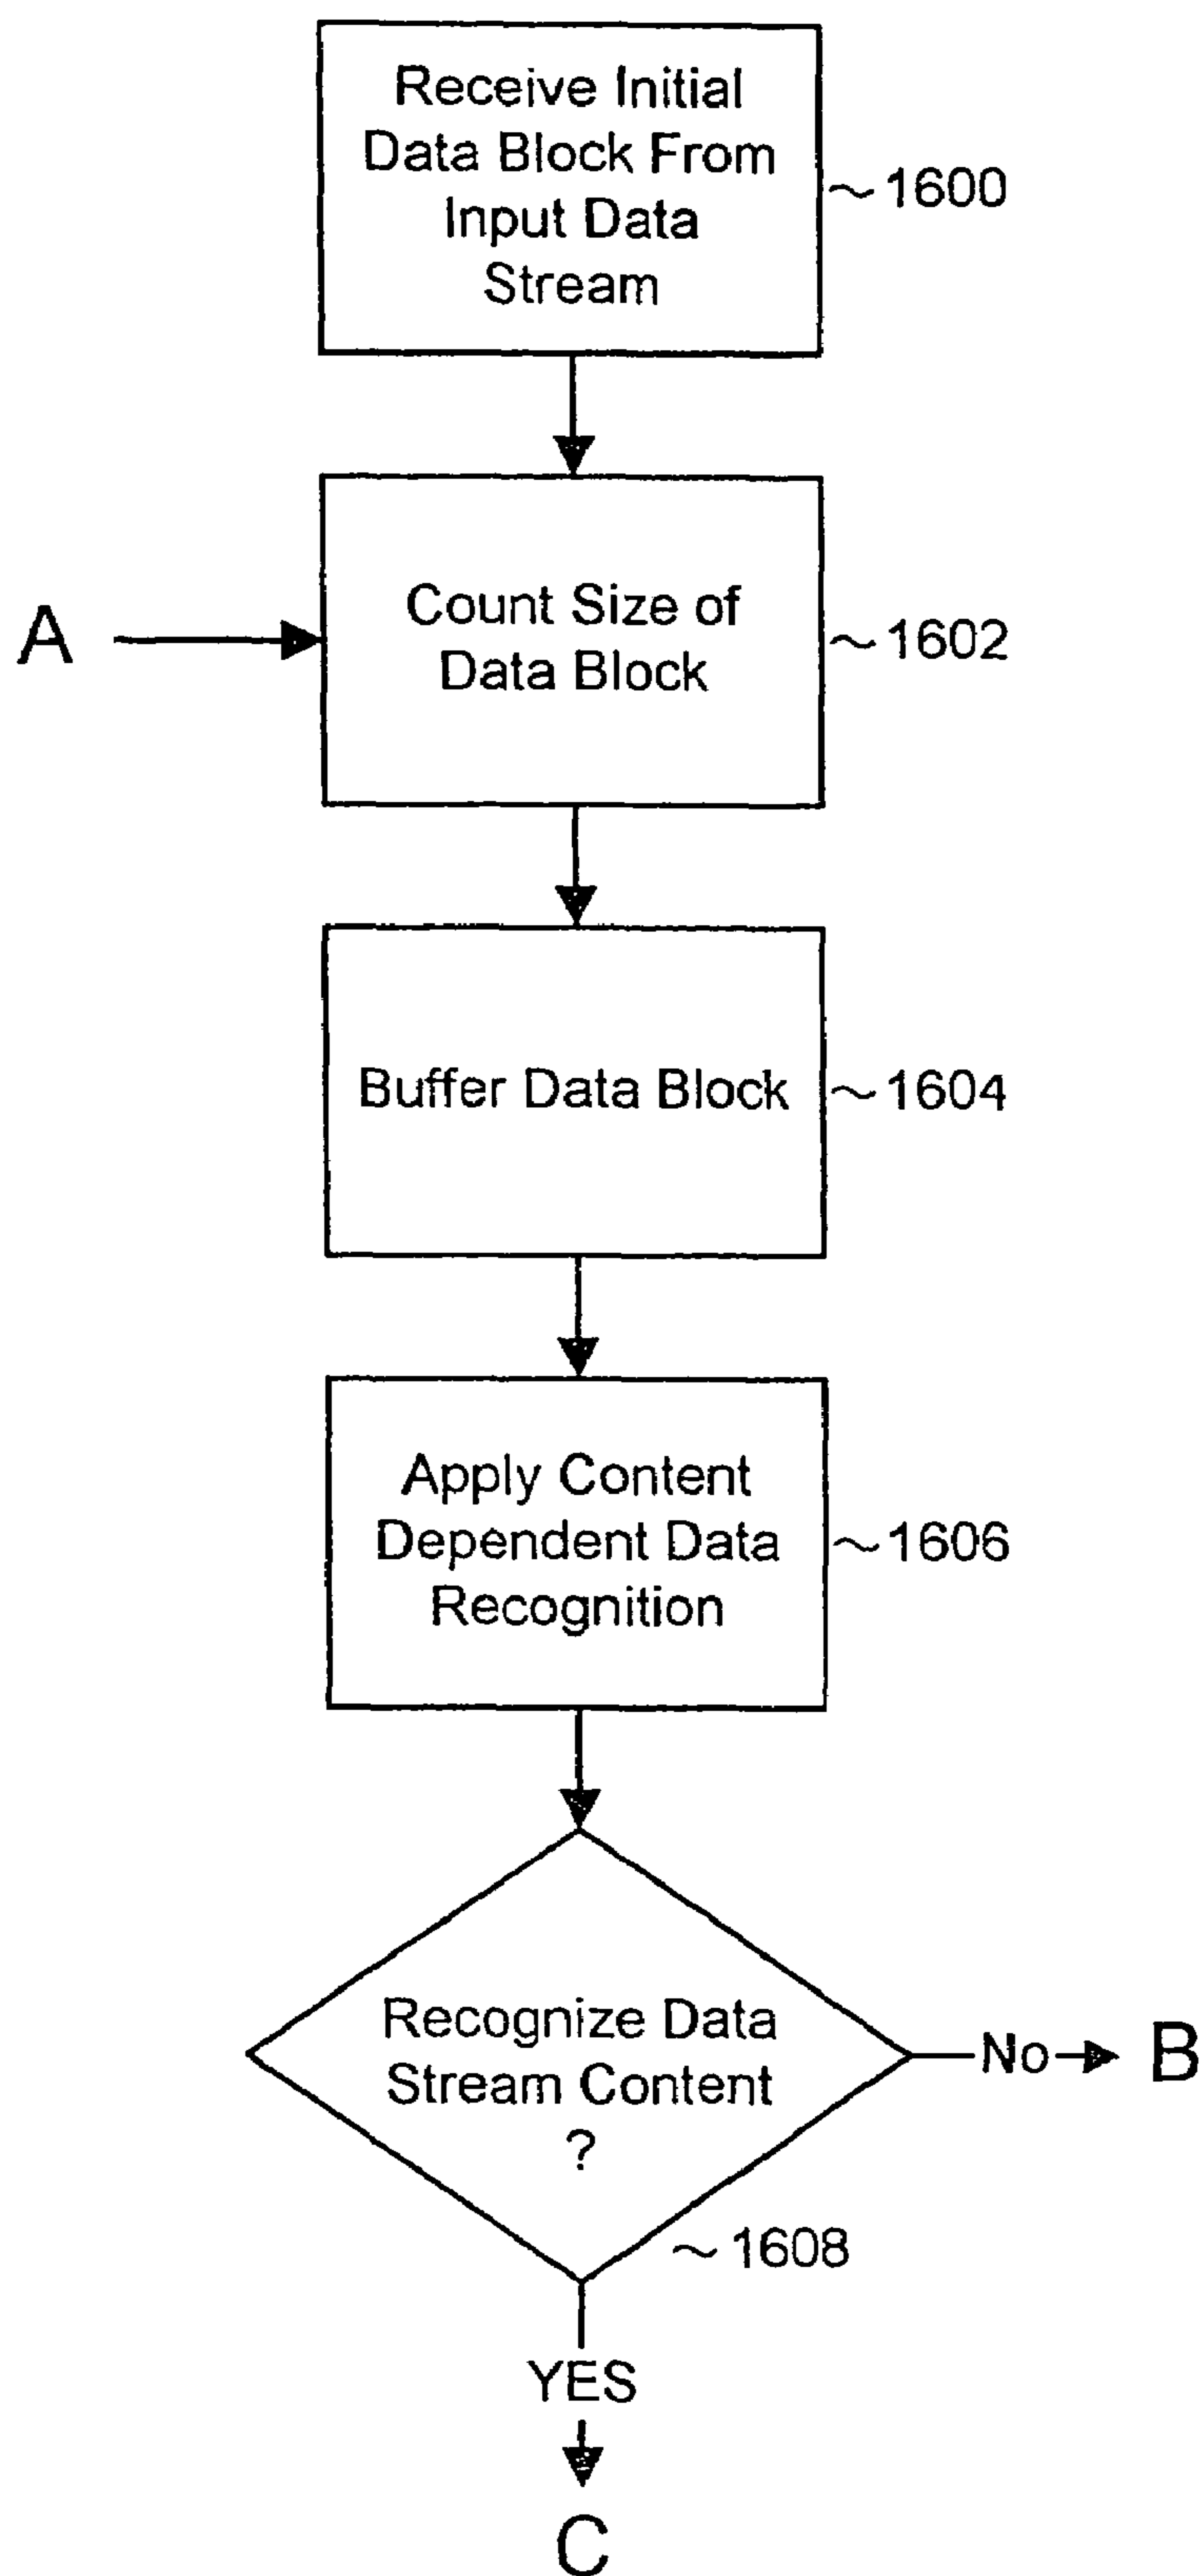 Receive Initial
Data Block From
Input Data
Stream
~1600
A
Count Size of
Data Block
~1602
Buffer Data Block
~1604
Apply Content
Dependent Data
Recognition
~1606
Recognize Data
Stream Content
?
No
B
~1608
YES
C